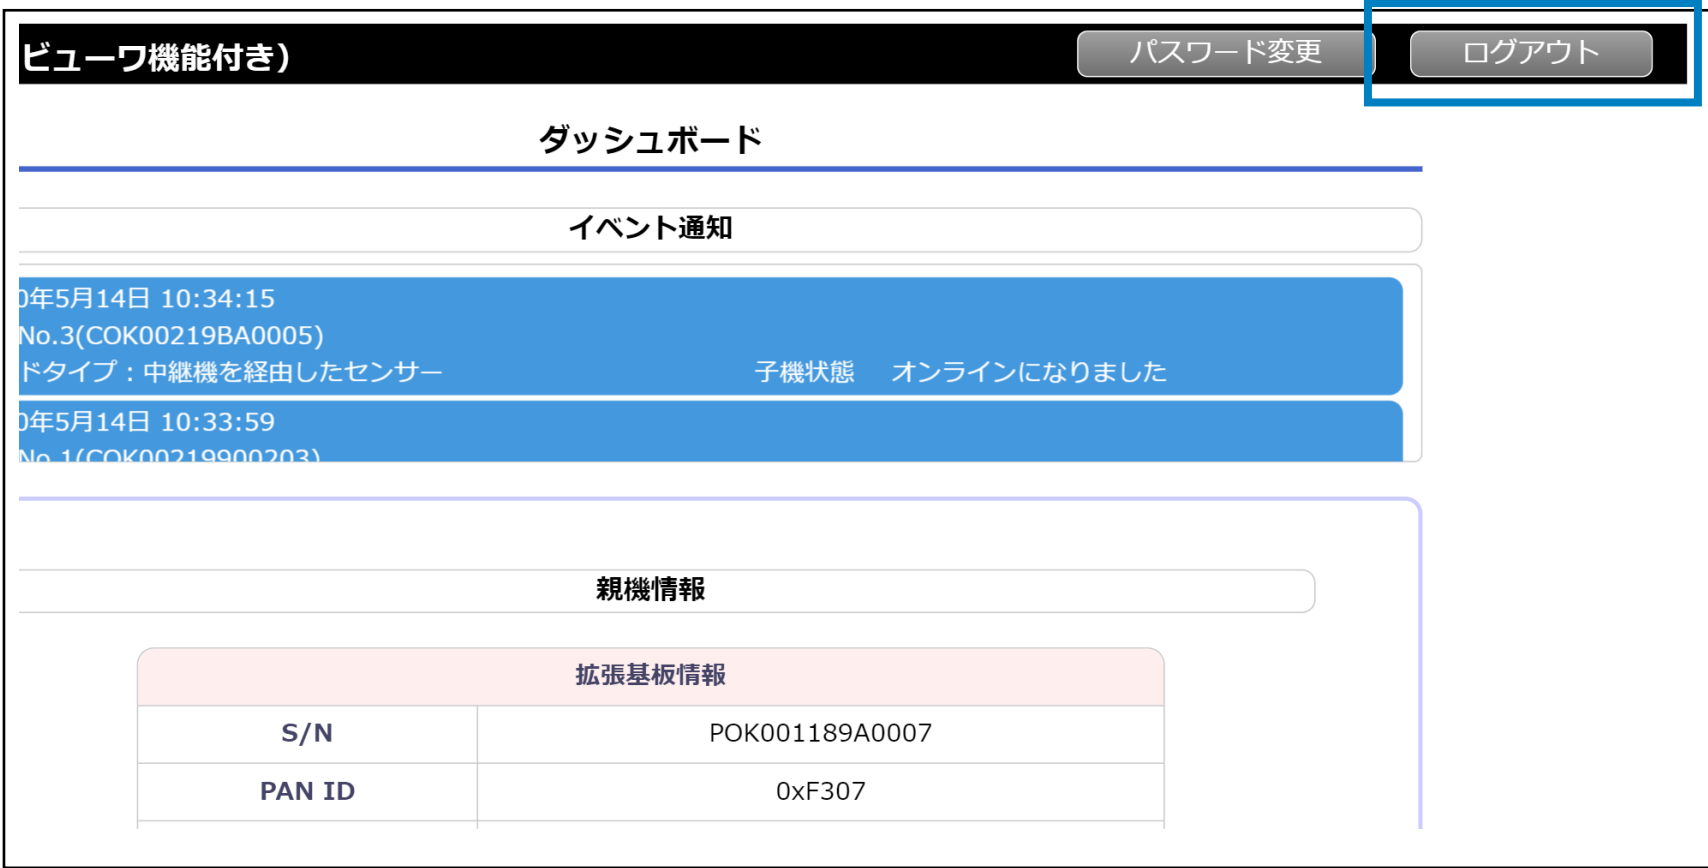 ビューワ機能付き)
パスワード変更
ログアウト
ダッシュボード
イベント通知
0年5月14日 10:34:15
No.3(COK00219BA0005)
ドタイプ：中継機を経由したセンサー 子機状態 オンラインになりました
0年5月14日 10:33:59
No.1(COK00219900203)
親機情報
拡張基板情報
S/N POK001189A0007
PAN ID 0xF307